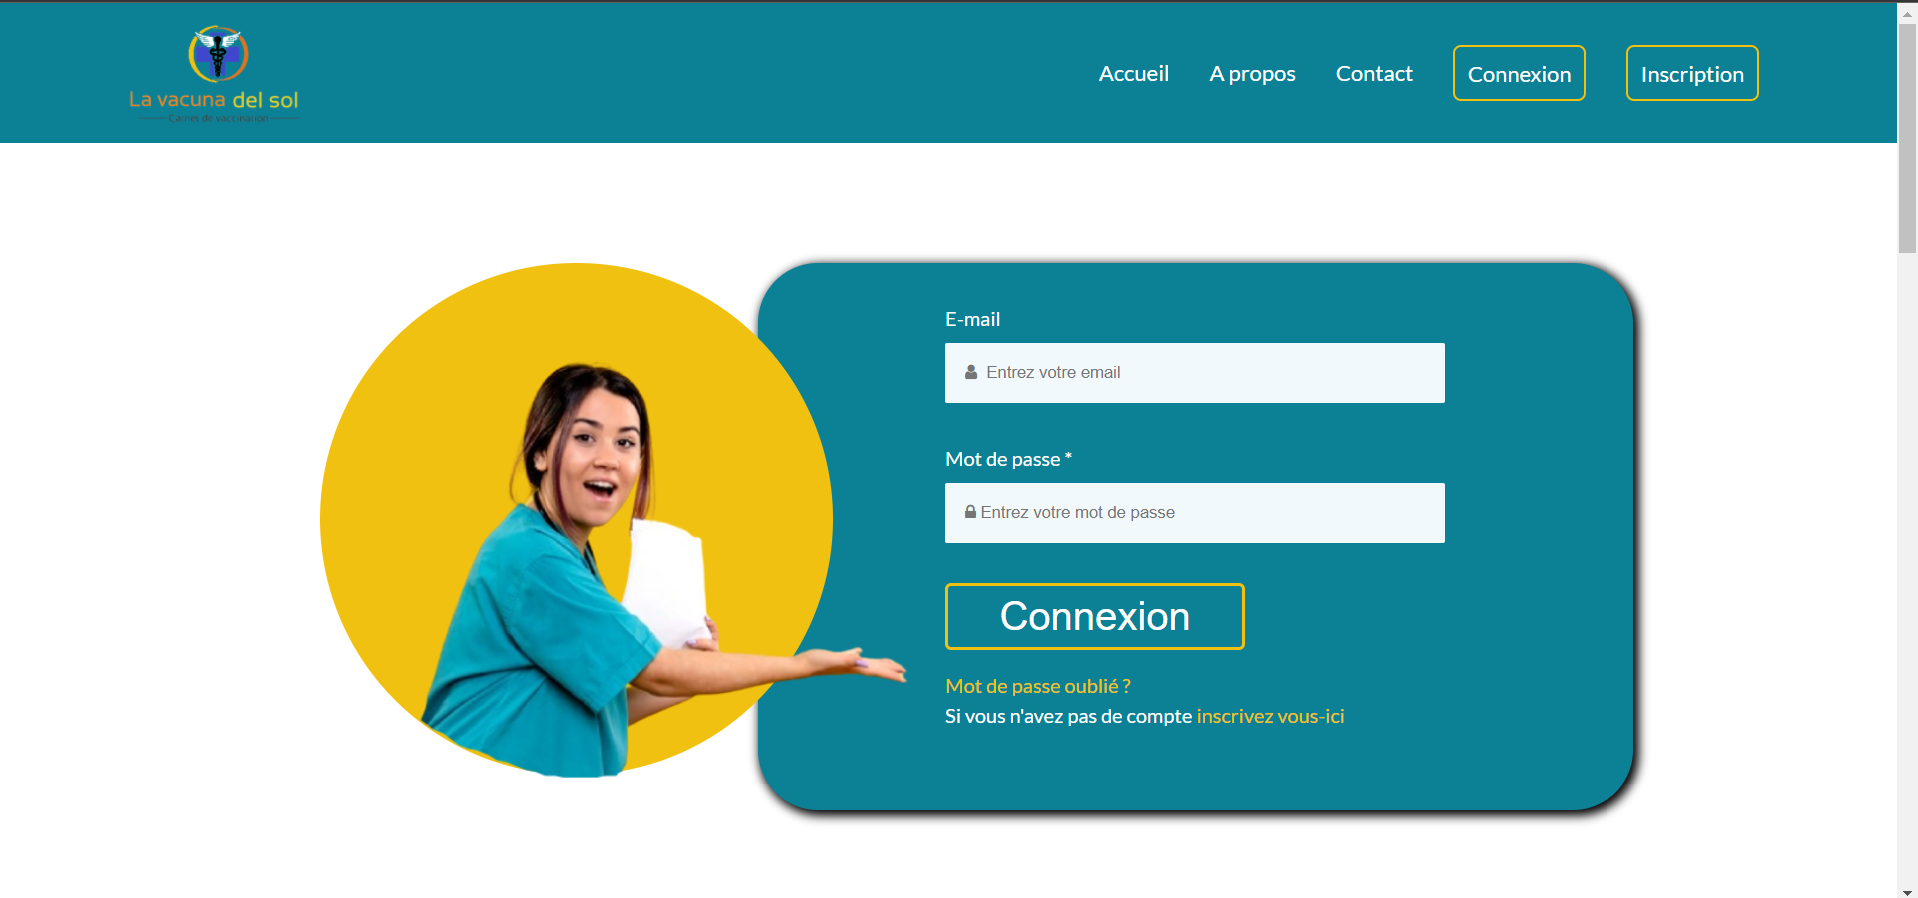 La vacuna del sol
Carnet de vaccination
Accueil
A propos
Contact
Connexion
Inscription
E-mail
Entrez votre email
Mot de passe *
Entrez votre mot de passe
Connexion
Mot de passe oublié ?
Si vous n'avez pas de compte inscrivez vous-ici